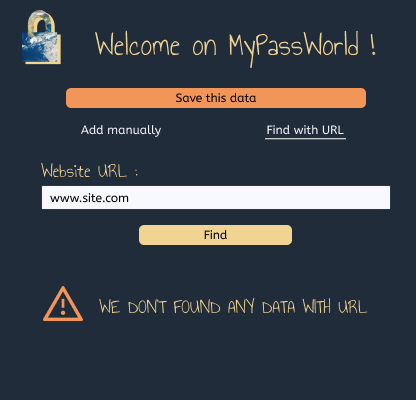 Welcome on MyPassWorld !
Save this data
Add manually
Find with URL
Website URL :
www.site.com
Find
WE DON'T FOUND ANY DATA WITH URL